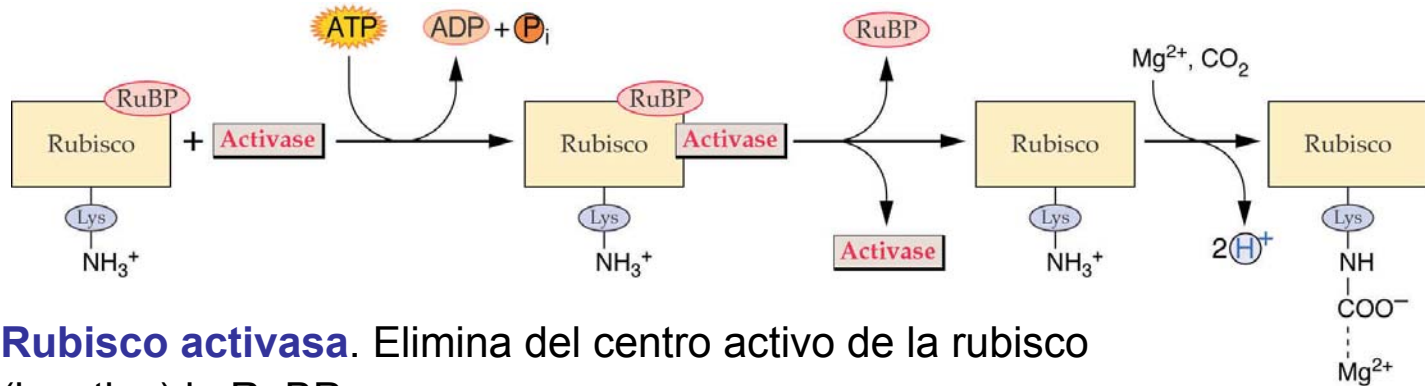 ATP ADP + Pi RuBP
Mg²⁺, CO₂
RuBP RuBP
Rubisco + Activase Rubisco Activase Rubisco Rubisco
Lys Lys Activase Lys 2H⁺ Lys
NH₃⁺ NH₃⁺ NH₃⁺ NH
COO⁻
Mg²⁺
Rubisco activasa. Elimina del centro activo de la rubisco